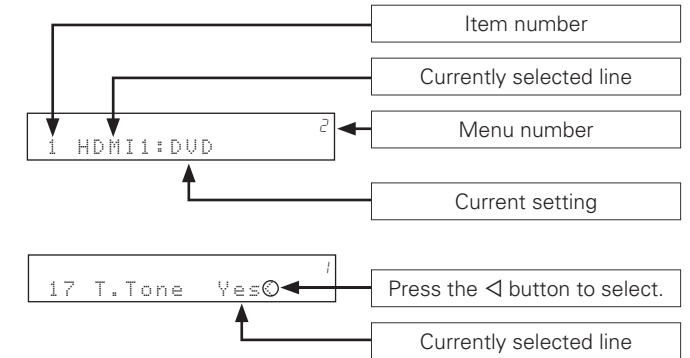 Item number
Currently selected line
Menu number
2
1 HDMI1:DVD
Current setting
1
17 T.Tone Yes<
Press the ◁ button to select.
Currently selected line